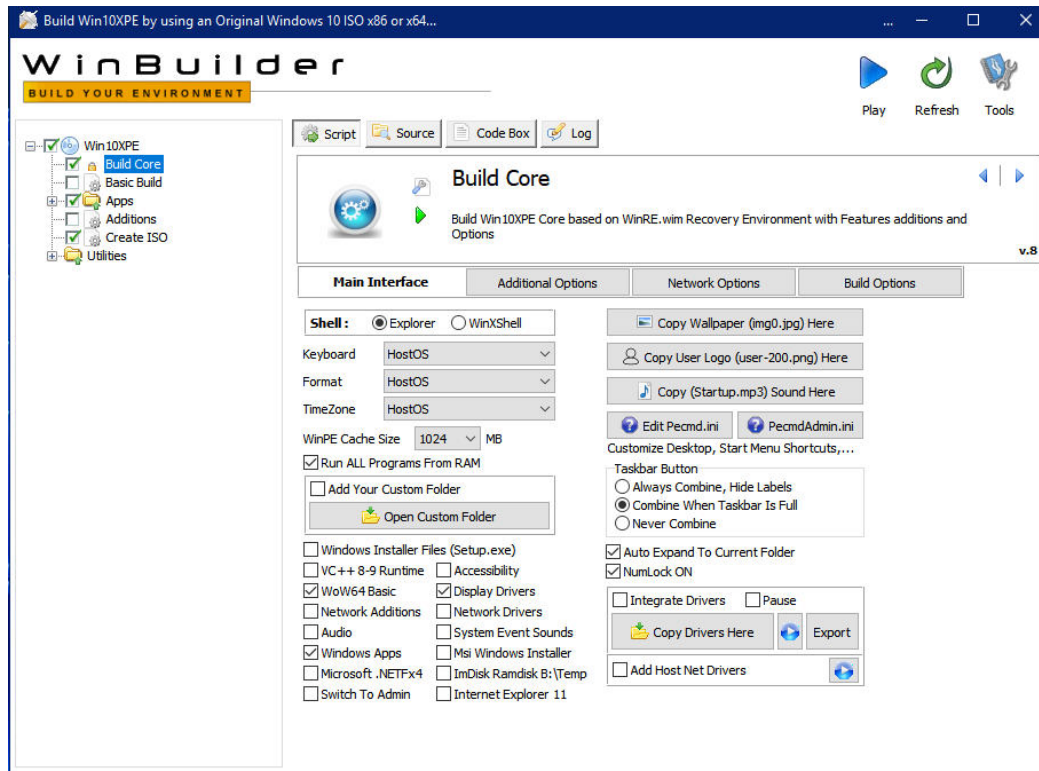 Build Win10XPE by using an Original Windows 10 ISO x86 or x64...
...
WinBuilder
BUILD YOUR ENVIRONMENT
Play
Refresh
Tools
Win10XPE
Build Core
Basic Build
Apps
Additions
Create ISO
Utilities
Script
Source
Code Box
Log
Build Core
Build Win10XPE Core based on WinRE.wim Recovery Environment with Features additions and
Options
v.8
Main Interface
Additional Options
Network Options
Build Options
Shell :
Explorer
WinXShell
Keyboard
HostOS
Format
HostOS
TimeZone
HostOS
WinPE Cache Size
1024
MB
Run ALL Programs From RAM
Add Your Custom Folder
Open Custom Folder
Windows Installer Files (Setup.exe)
VC++ 8-9 Runtime
Accessibility
WoW64 Basic
Display Drivers
Network Additions
Network Drivers
Audio
System Event Sounds
Windows Apps
Msi Windows Installer
Microsoft .NETFx4
ImDisk Ramdisk B:\Temp
Switch To Admin
Internet Explorer 11
Copy Wallpaper (img0.jpg) Here
Copy User Logo (user-200.png) Here
Copy (Startup.mp3) Sound Here
Edit Pecmd.ini
PecmdAdmin.ini
Customize Desktop, Start Menu Shortcuts,...
Taskbar Button
Always Combine, Hide Labels
Combine When Taskbar Is Full
Never Combine
Auto Expand To Current Folder
NumLock ON
Integrate Drivers
Pause
Copy Drivers Here
Export
Add Host Net Drivers